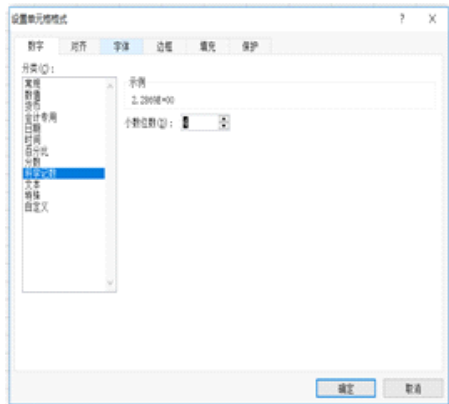 设置单元格格式 ? X
数字 对齐 字体 边框 填充 保护
分类(C):
常规
数值
货币
会计专用
日期
时间
百分比
分数
科学记数
文本
特殊
自定义
示例
2.2869E+00
小数位数(D): 4
确定 取消